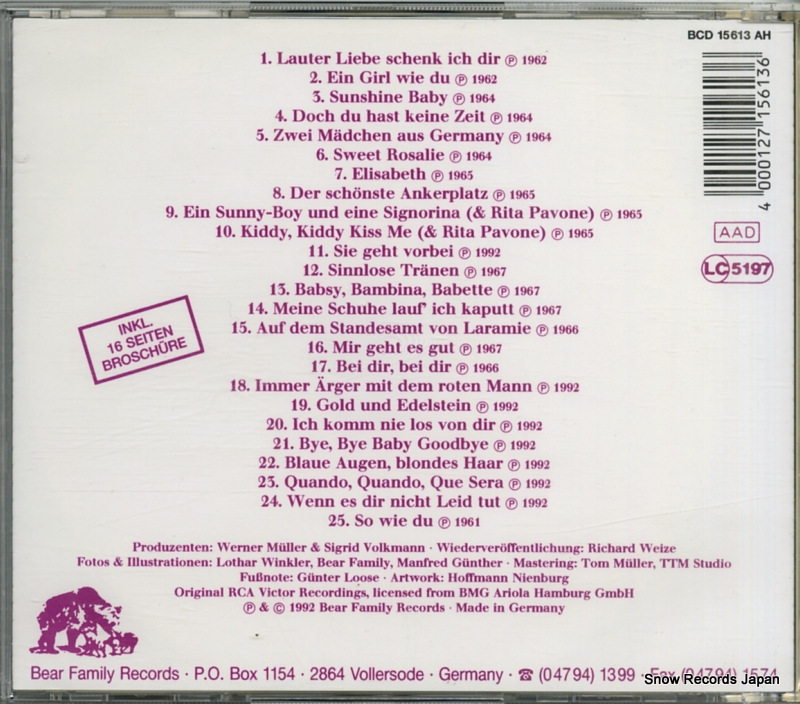 BCD 15613 AH
1. Lauter Liebe schenk ich dir ℗ 1962
2. Ein Girl wie du ℗ 1962
3. Sunshine Baby ℗ 1964
4. Doch du hast keine Zeit ℗ 1964
5. Zwei Mädchen aus Germany ℗ 1964
6. Sweet Rosalie ℗ 1964
7. Elisabeth ℗ 1965
8. Der schönste Ankerplatz ℗ 1965
9. Ein Sunny-Boy und eine Signorina (& Rita Pavone) ℗ 1965
10. Kiddy, Kiddy Kiss Me (& Rita Pavone) ℗ 1965
11. Sie geht vorbei ℗ 1992
12. Sinnlose Tränen ℗ 1967
13. Babsy, Bambina, Babette ℗ 1967
14. Meine Schuhe lauf' ich kaputt ℗ 1967
15. Auf dem Standesamt von Laramie ℗ 1966
16. Mir geht es gut ℗ 1967
17. Bei dir, bei dir ℗ 1966
18. Immer Ärger mit dem roten Mann ℗ 1992
19. Gold und Edelstein ℗ 1992
20. Ich komm nie los von dir ℗ 1992
21. Bye, Bye Baby Goodbye ℗ 1992
22. Blaue Augen, blondes Haar ℗ 1992
23. Quando, Quando, Que Sera ℗ 1992
24. Wenn es dir nicht Leid tut ℗ 1992
25. So wie du ℗ 1961
4 000127 156136
AAD
LC 5197
INKL.
16 SEITEN
BROSCHÜRE
Produzenten: Werner Müller & Sigrid Volkmann · Wiederveröffentlichung: Richard Weize
Fotos & Illustrationen: Lothar Winkler, Bear Family, Manfred Günther · Mastering: Tom Müller, TTM Studio
Fußnote: Günter Loose · Artwork: Hoffmann Nienburg
Original RCA Victor Recordings, licensed from BMG Ariola Hamburg GmbH
℗ & © 1992 Bear Family Records · Made in Germany
Bear Family Records · P.O. Box 1154 · 2864 Vollersode · Germany · ☎ (04794) 1399 · Fax (04794) 1574
Snow Records Japan